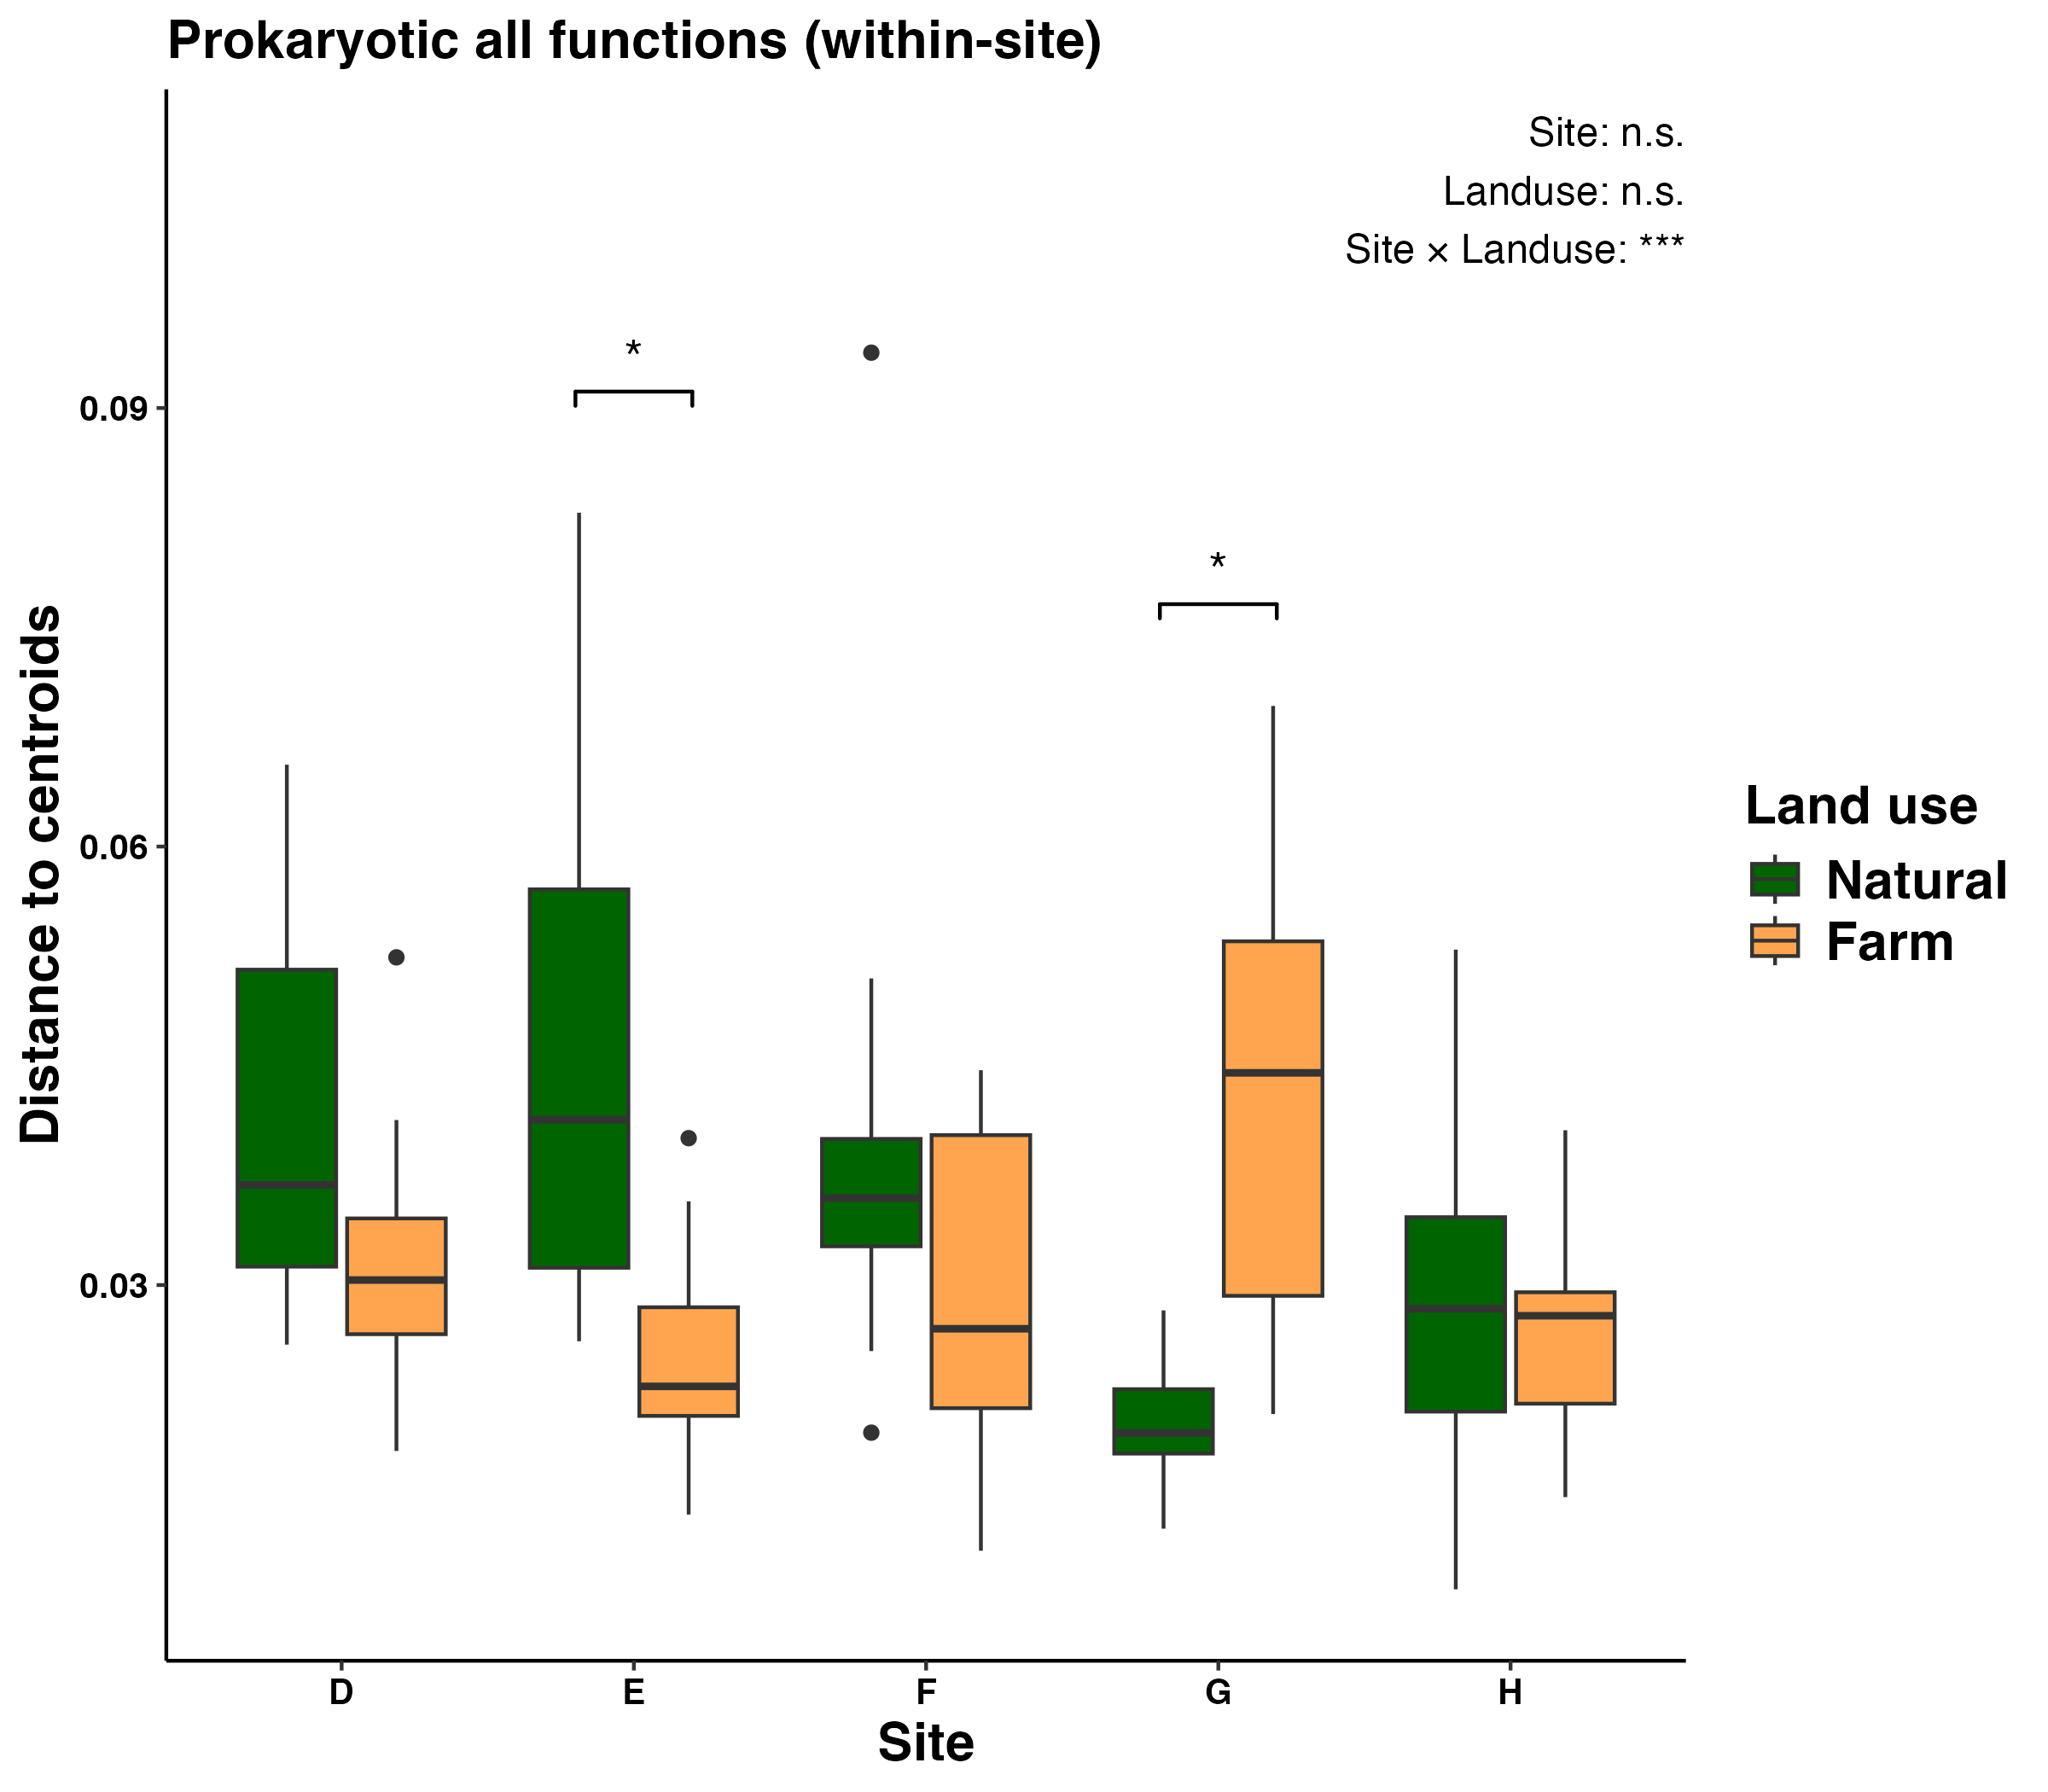 Prokaryotic all functions (within-site)
Site: n.s.
Landuse: n.s.
Site × Landuse: ***
*
*
0.09
0.06
0.03
Distance to centroids
D E F G H
Site
Land use
Natural
Farm